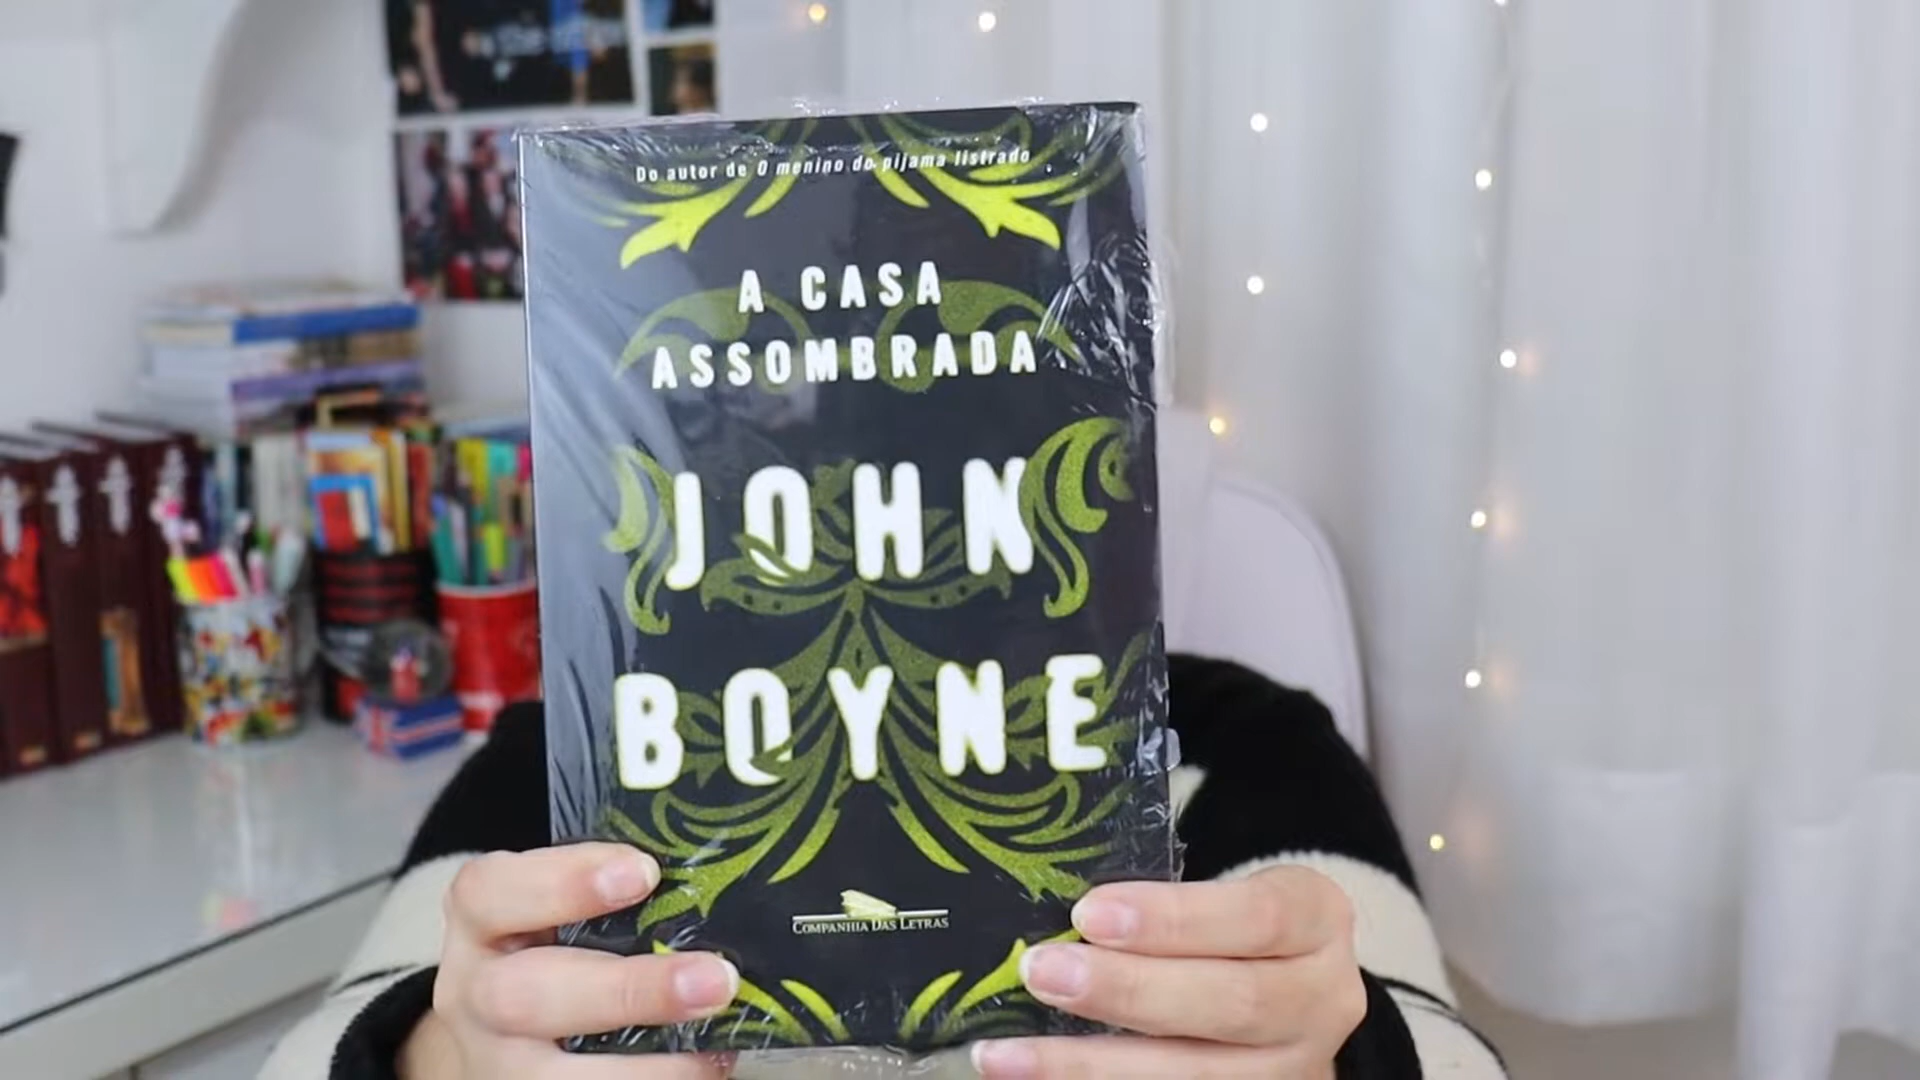 Do autor de O menino do pijama listrado
A CASA
ASSOMBRADA
JOHN
BOYNE
COMPANHIA DAS LETRAS